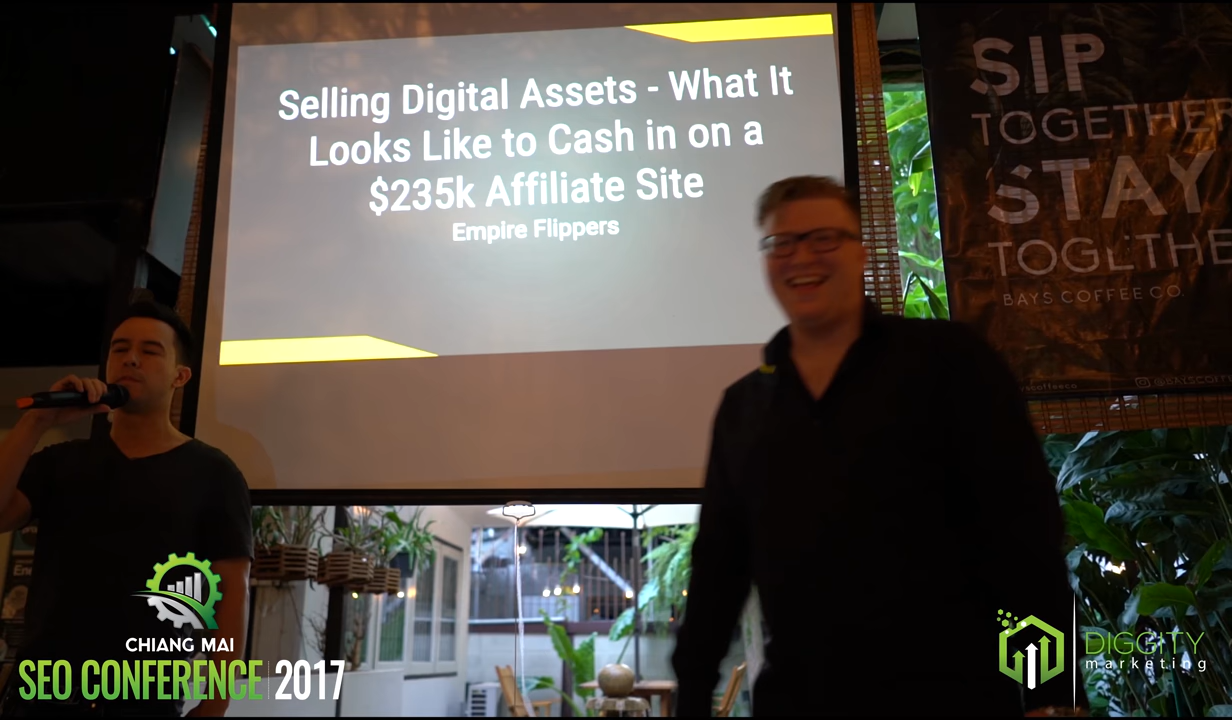 Selling Digital Assets - What It
Looks Like to Cash in on a
$235k Affiliate Site
Empire Flippers
SIP
TOGETHER
STAY
TOGETHE
BAYS COFFEE CO.
CHIANG MAI
SEO CONFERENCE 2017
DIGGITY
marketing